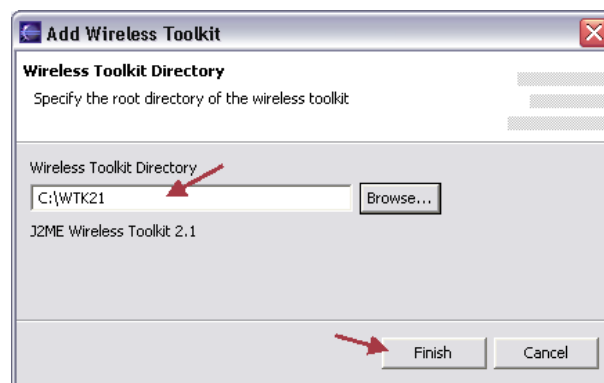 Add Wireless Toolkit
Wireless Toolkit Directory
Specify the root directory of the wireless toolkit
Wireless Toolkit Directory
C:\WTK21
Browse...
J2ME Wireless Toolkit 2.1
Finish
Cancel